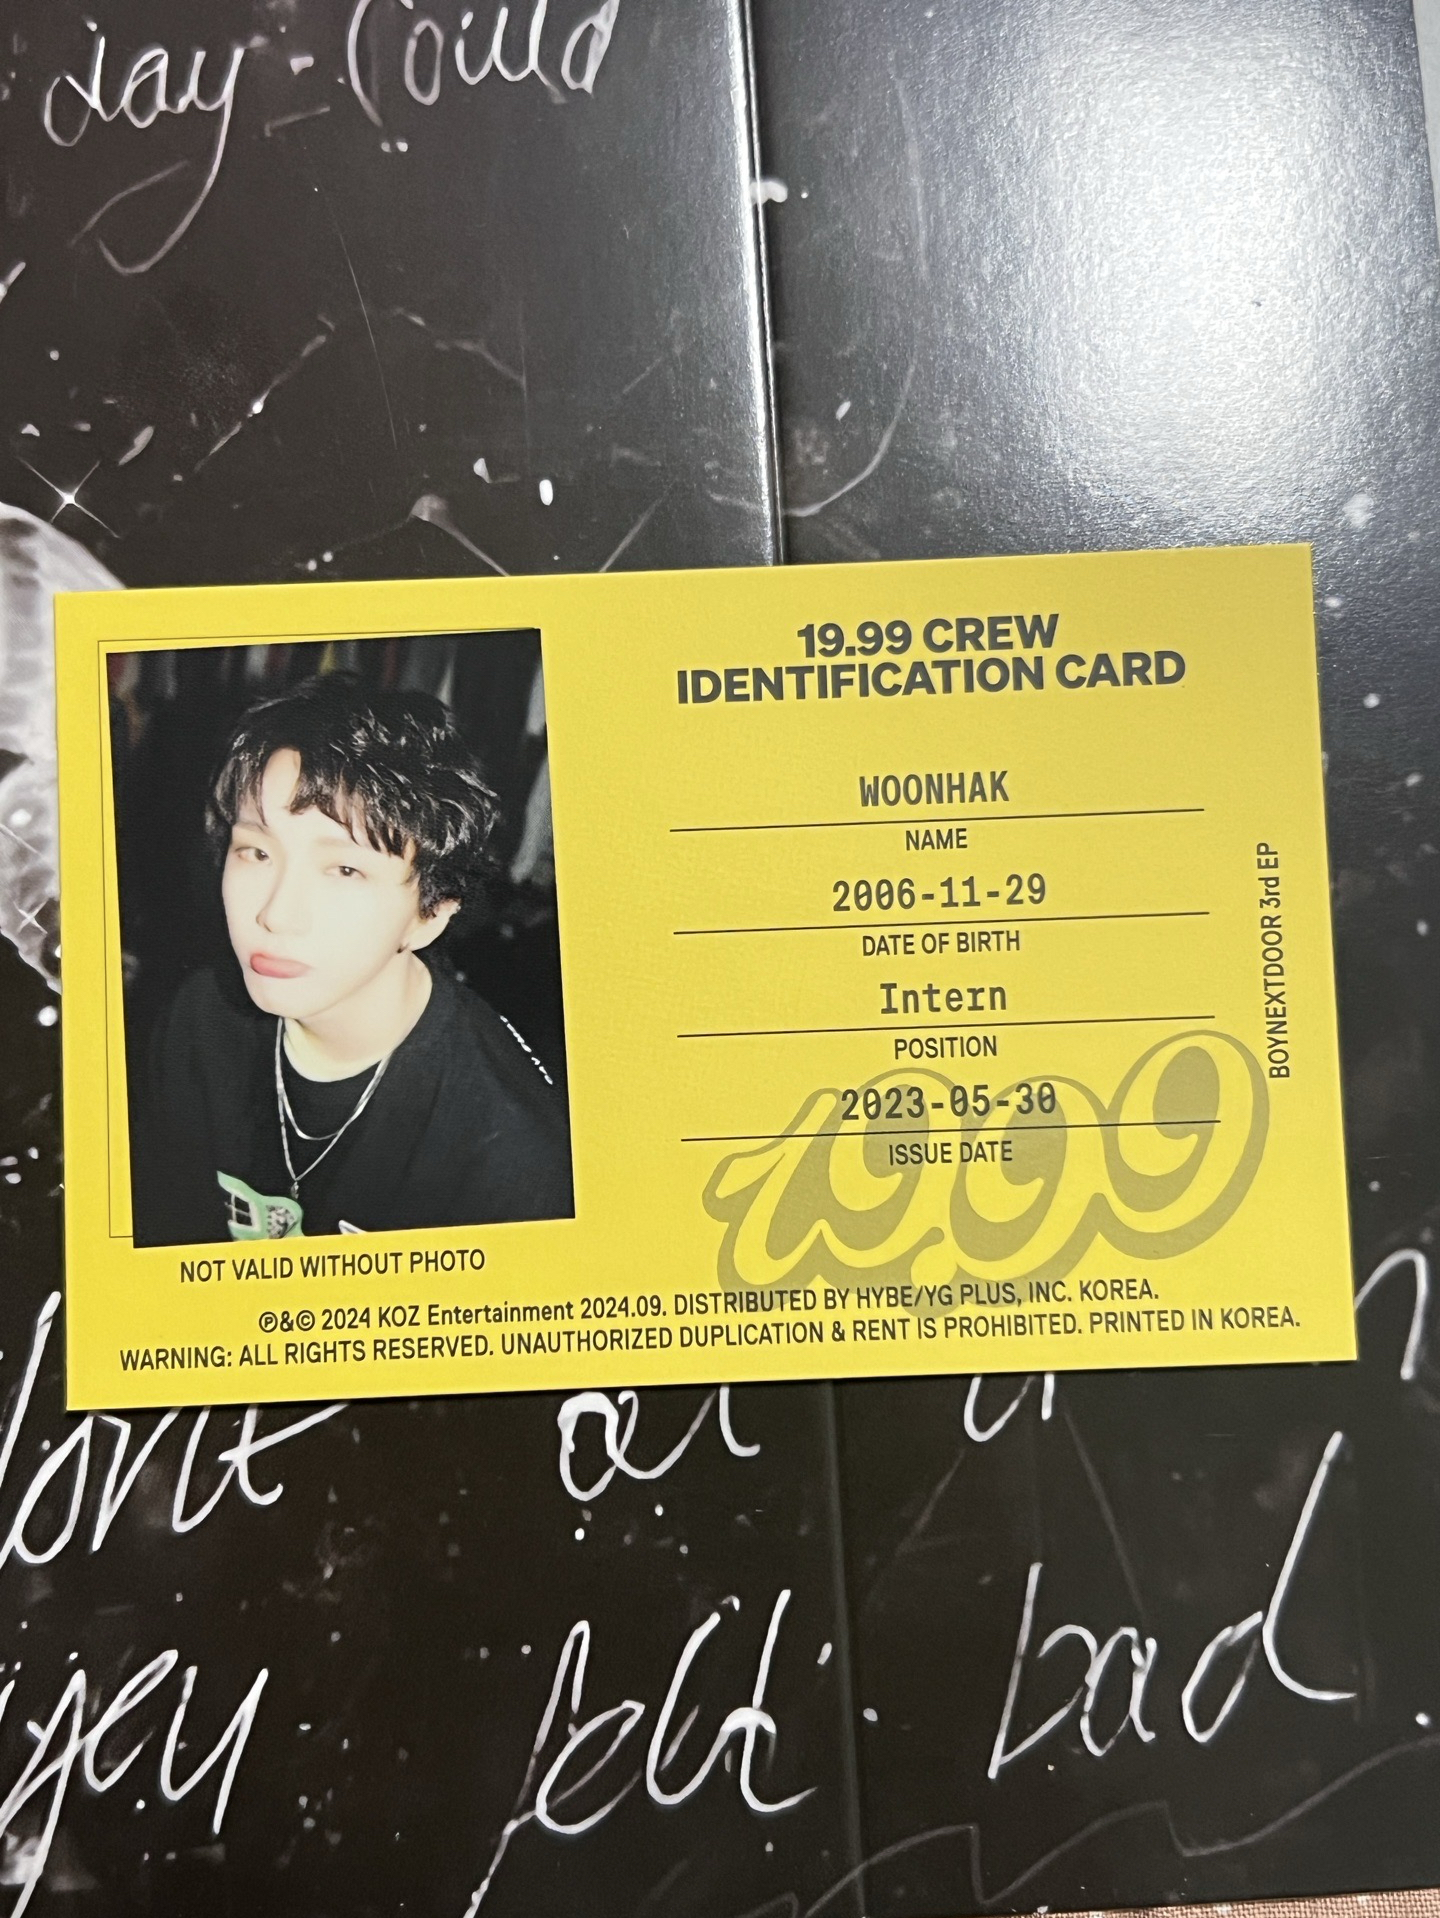 day. Could
19.99 CREW
IDENTIFICATION CARD
WOONHAK
NAME
2006-11-29
DATE OF BIRTH
Intern
POSITION
2023-05-30
ISSUE DATE
19.99
BOYNEXTDOOR 3rd EP
NOT VALID WITHOUT PHOTO
℗&© 2024 KOZ Entertainment 2024.09. DISTRIBUTED BY HYBE/YG PLUS, INC. KOREA.
WARNING: ALL RIGHTS RESERVED. UNAUTHORIZED DUPLICATION & RENT IS PROHIBITED. PRINTED IN KOREA.
felt bad